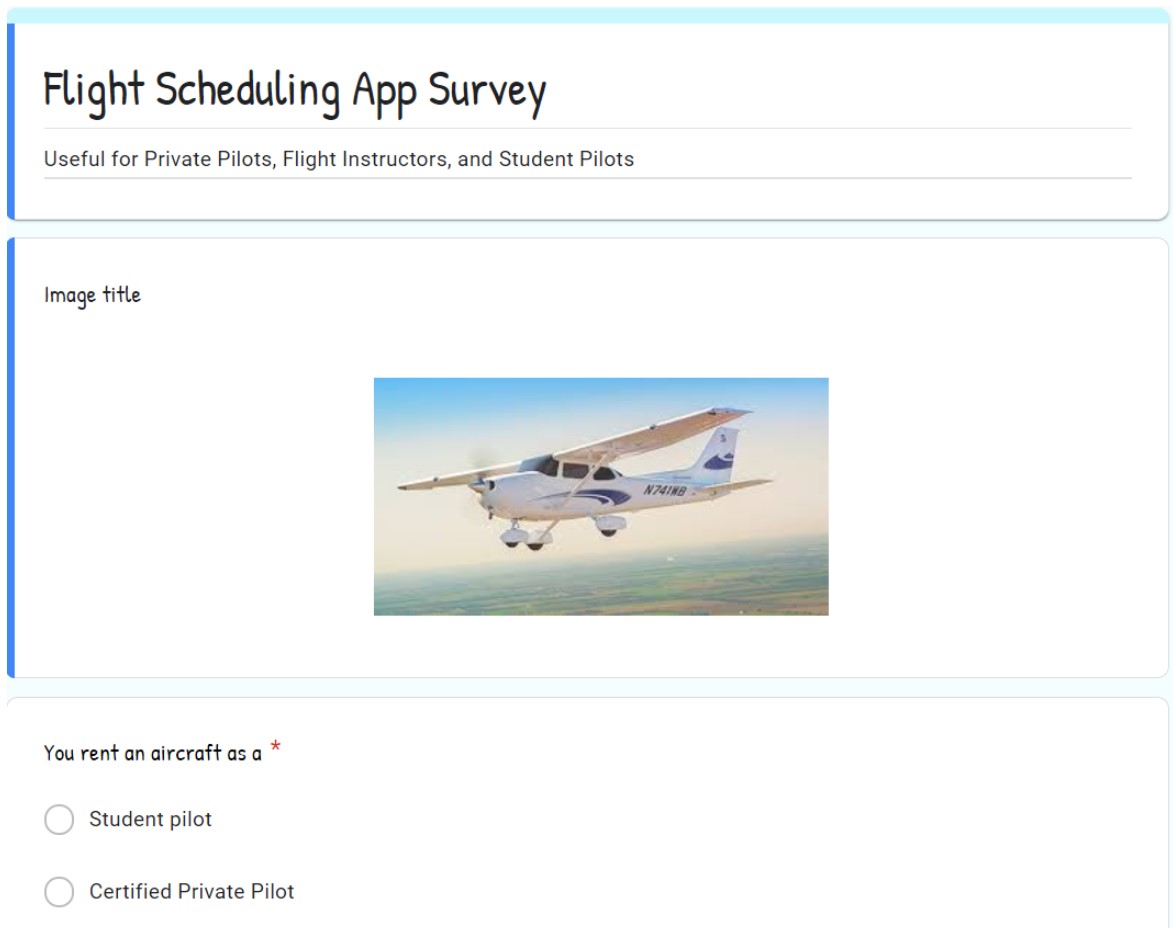 Flight Scheduling App Survey
Useful for Private Pilots, Flight Instructors, and Student Pilots
Image title
N741WB
You rent an aircraft as a *
Student pilot
Certified Private Pilot